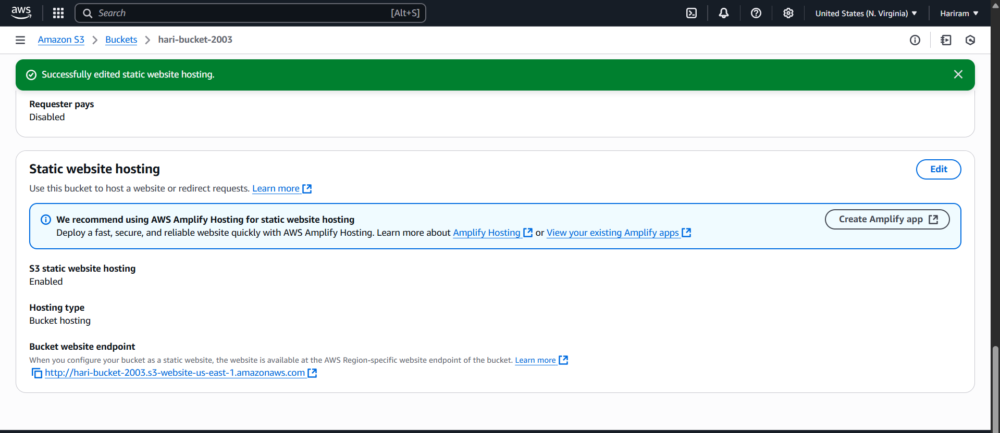 aws
Search [Alt+S]
United States (N. Virginia)
Hariram
Amazon S3 > Buckets > hari-bucket-2003
Successfully edited static website hosting.
Requester pays
Disabled
Static website hosting
Edit
Use this bucket to host a website or redirect requests. Learn more
We recommend using AWS Amplify Hosting for static website hosting
Create Amplify app
Deploy a fast, secure, and reliable website quickly with AWS Amplify Hosting. Learn more about Amplify Hosting or View your existing Amplify apps
S3 static website hosting
Enabled
Hosting type
Bucket hosting
Bucket website endpoint
When you configure your bucket as a static website, the website is available at the AWS Region-specific website endpoint of the bucket. Learn more
http://hari-bucket-2003.s3-website-us-east-1.amazonaws.com